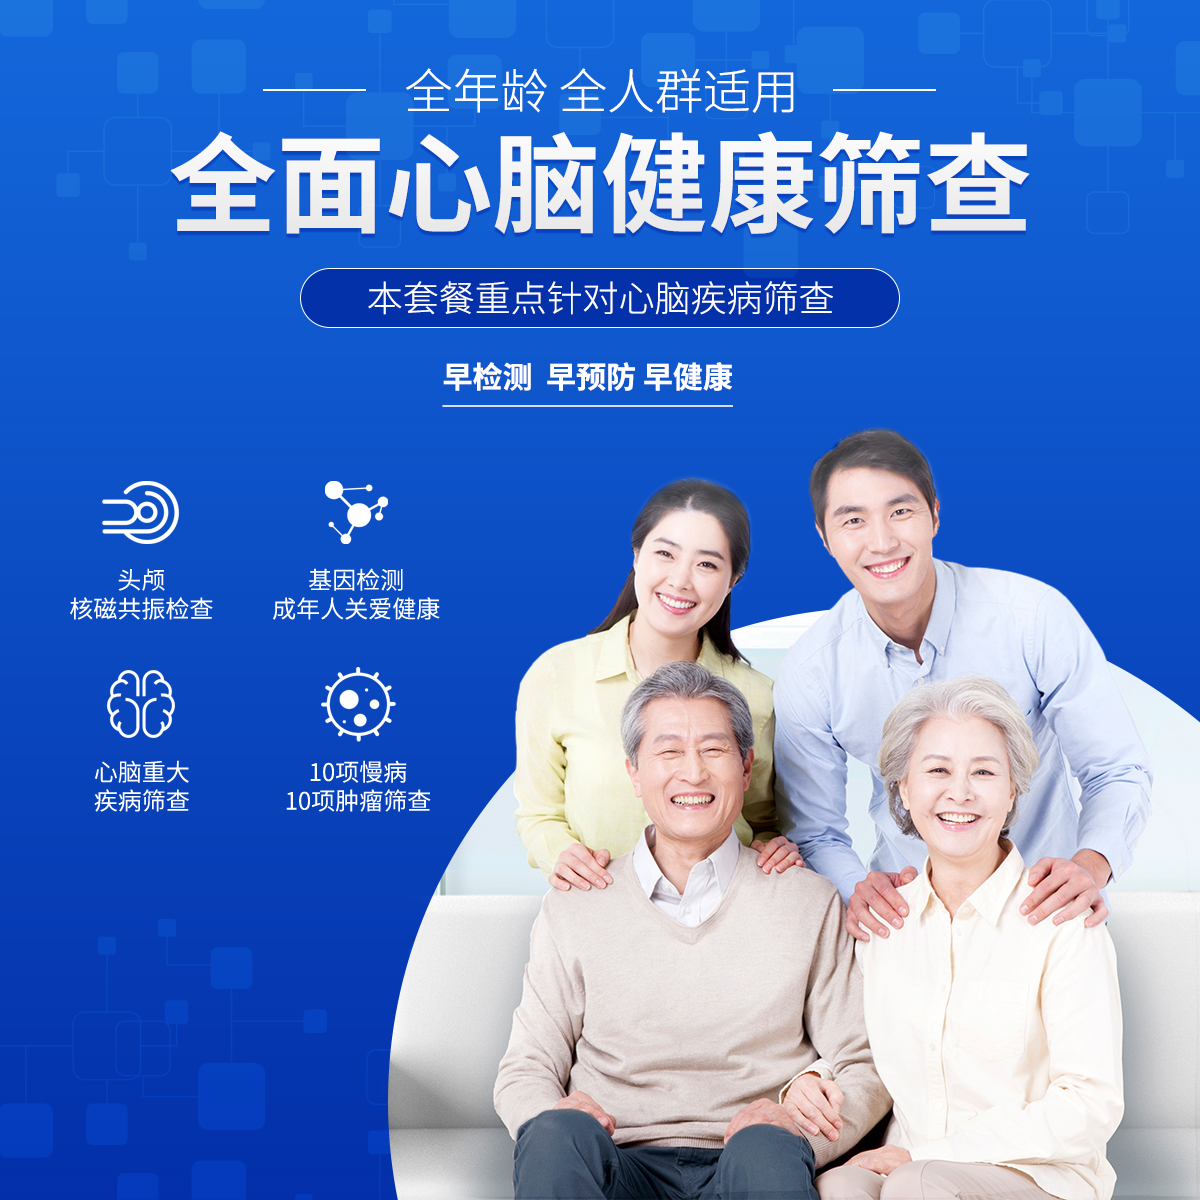 全年龄 全人群适用
全面心脑健康筛查
本套餐重点针对心脑疾病筛查
早检测 早预防 早健康
头颅
核磁共振检查
基因检测
成年人关爱健康
心脑重大
疾病筛查
10项慢病
10项肿瘤筛查